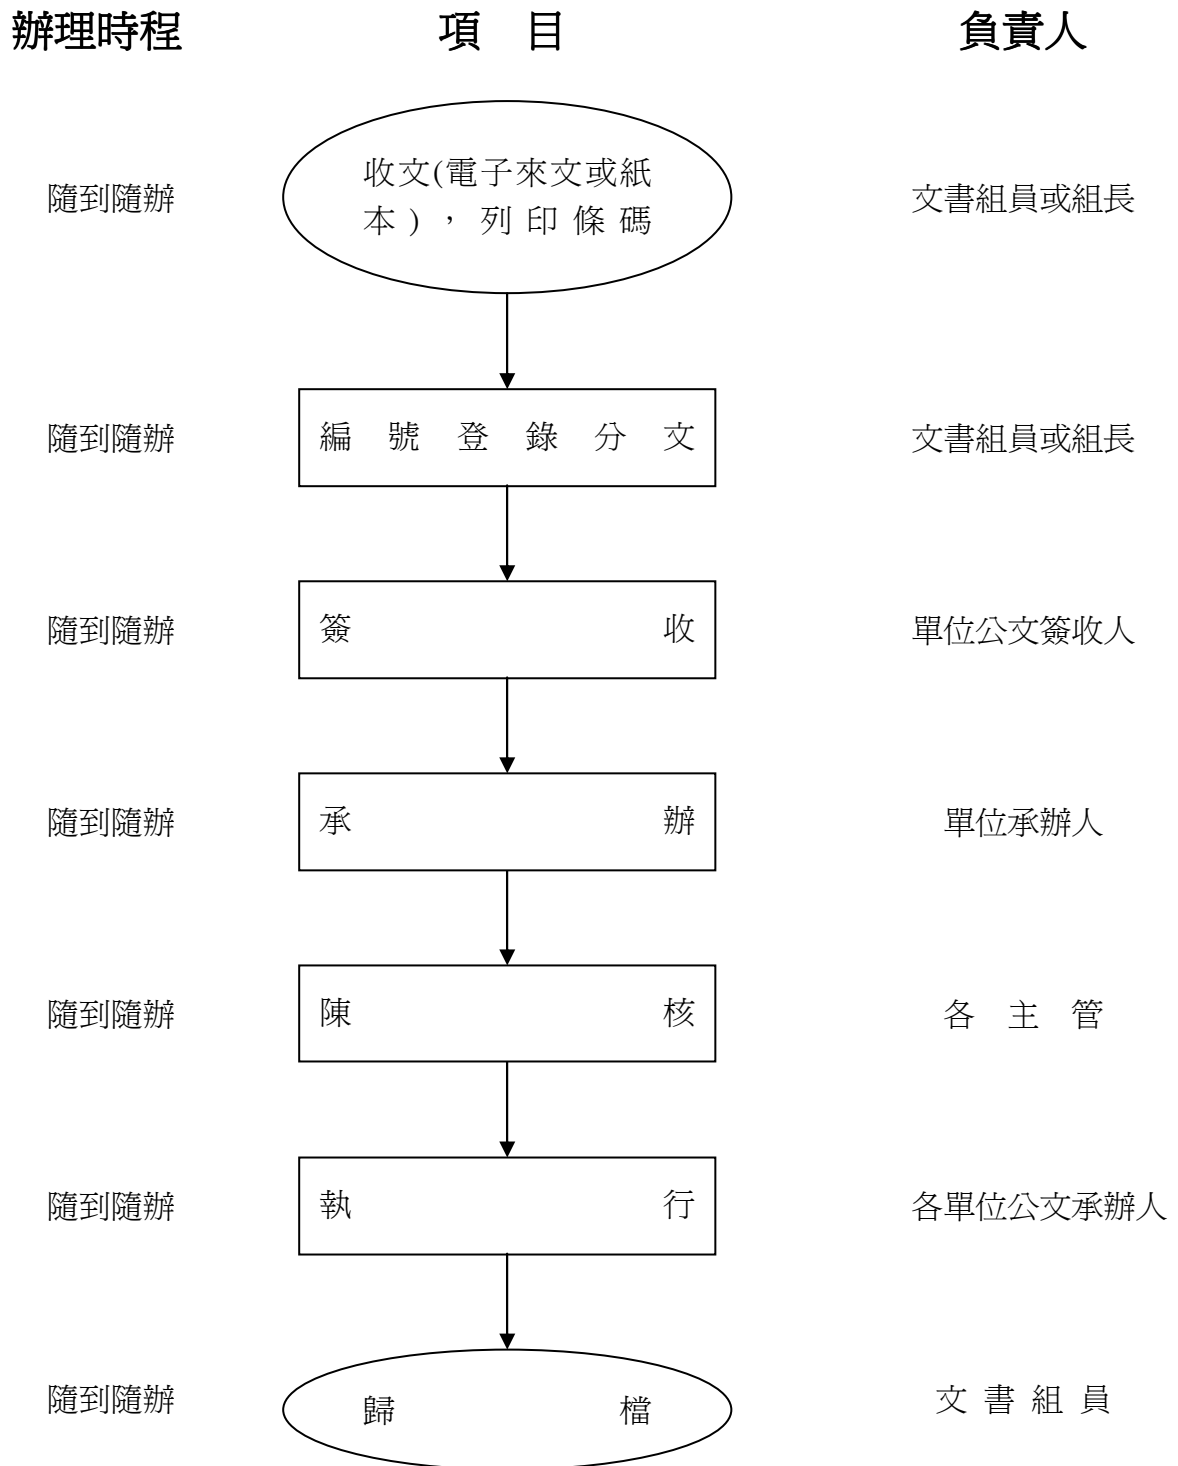 辦理時程 項 目 負責人
隨到隨辦 收文(電子來文或紙 文書組員或組長
本),列印條碼
隨到隨辦 編號登錄分文 文書組員或組長
隨到隨辦 簽收 單位公文簽收人
隨到隨辦 承辦 單位承辦人
隨到隨辦 陳核 各主管
隨到隨辦 執行 各單位公文承辦人
隨到隨辦 歸檔 文書組員